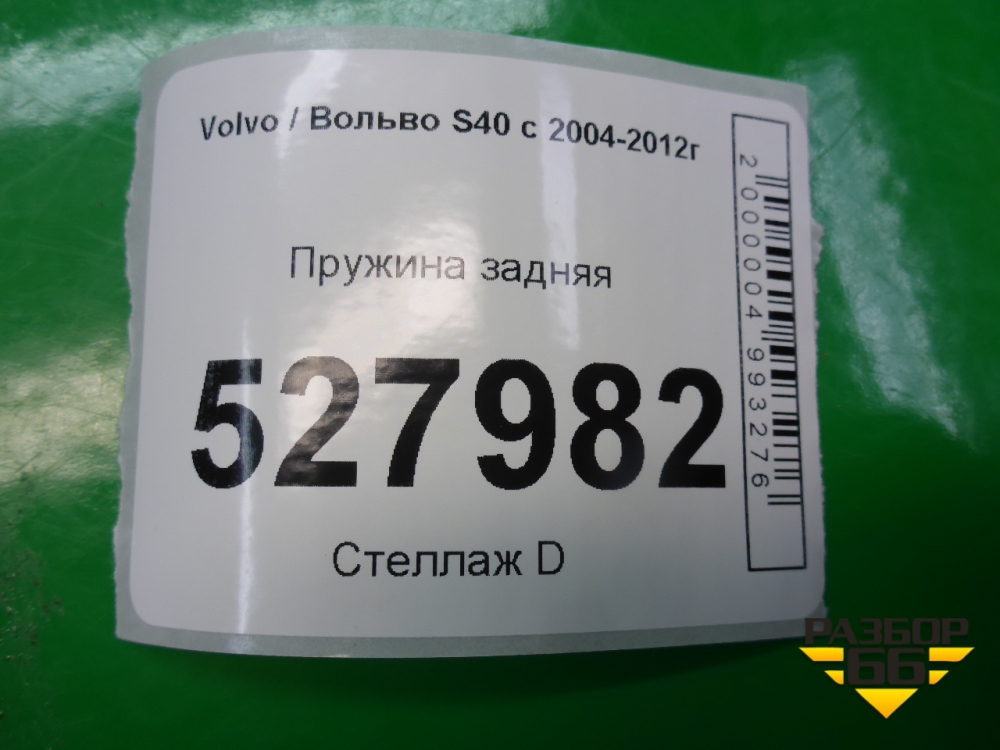 Volvo / Вольво S40 с 2004-2012г
Пружина задняя
527982
Стеллаж D
2000004993276
РАЗБОР
66